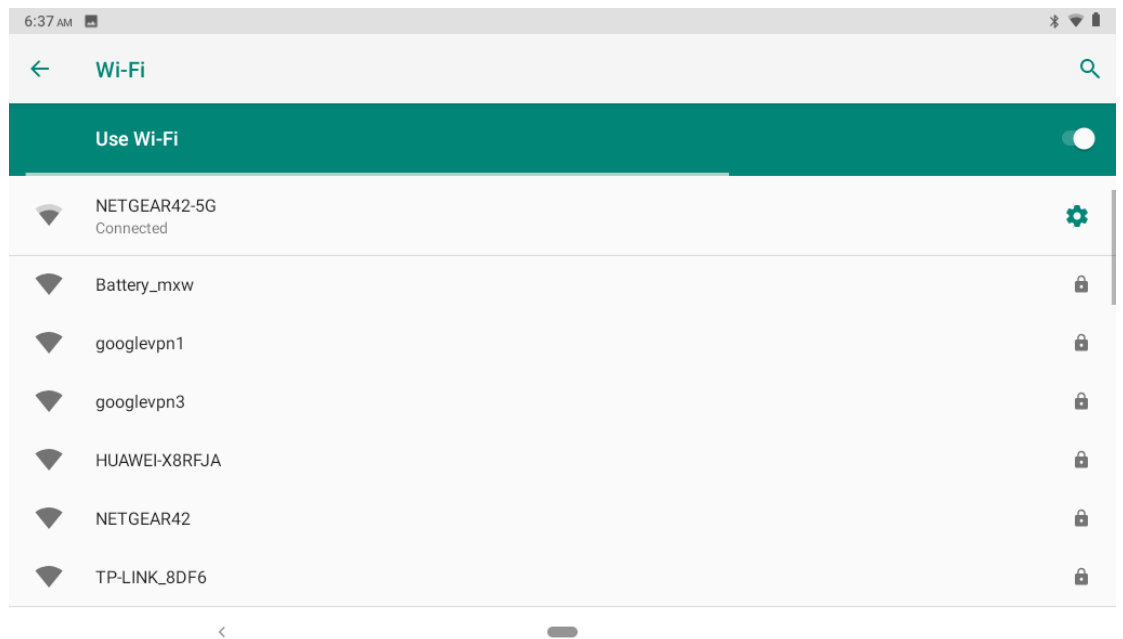 6:37 AM
Wi-Fi
Use Wi-Fi
NETGEAR42-5G
Connected
Battery_mxw
googlevpn1
googlevpn3
HUAWEI-X8RFJA
NETGEAR42
TP-LINK_8DF6